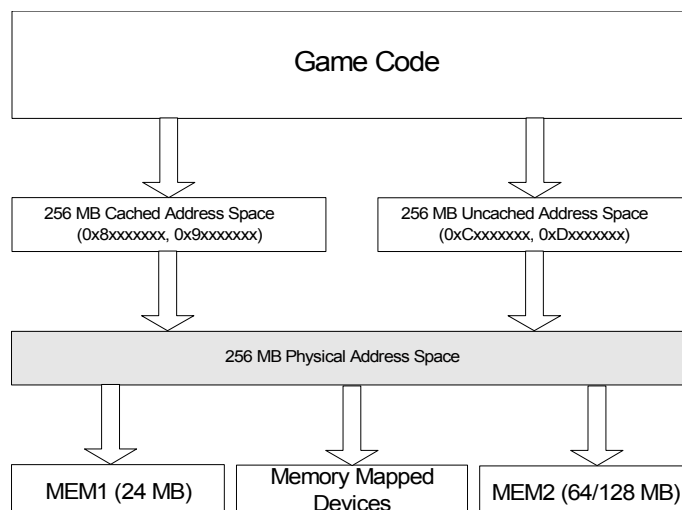 Game Code
256 MB Cached Address Space
(0x8xxxxxxx, 0x9xxxxxxx)
256 MB Uncached Address Space
(0xCxxxxxxx, 0xDxxxxxxx)
256 MB Physical Address Space
MEM1 (24 MB)
Memory Mapped
Devices
MEM2 (64/128 MB)